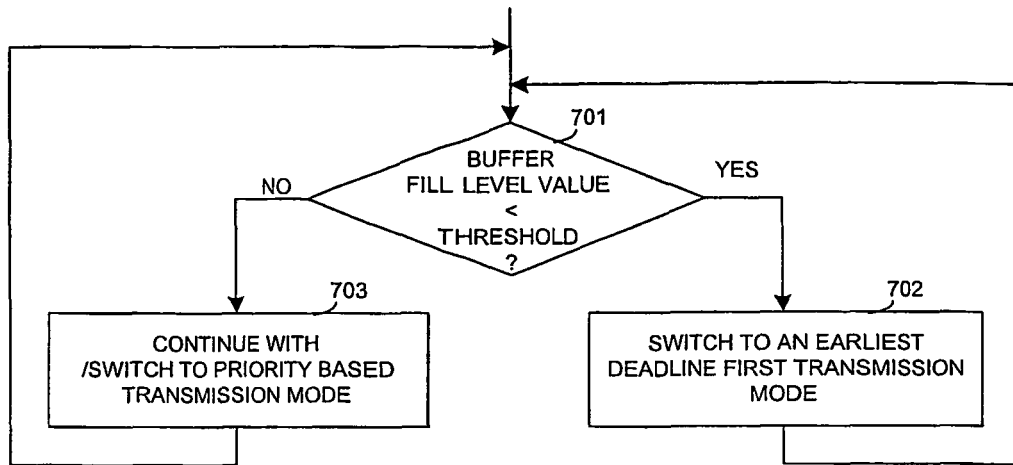 701
BUFFER
FILL LEVEL VALUE
<
THRESHOLD
?
NO
YES
703
CONTINUE WITH
/SWITCH TO PRIORITY BASED
TRANSMISSION MODE
702
SWITCH TO AN EARLIEST
DEADLINE FIRST TRANSMISSION
MODE